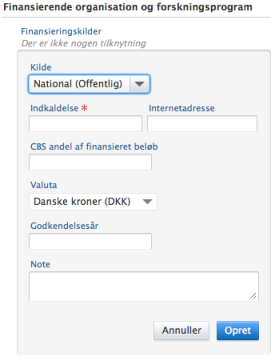 Finansierende organisation og forskningsprogram
Finansieringskilder
Der er ikke nogen tilknytning
Kilde
National (Offentlig)
Indkaldelse * Internetadresse
CBS andel af finansieret beløb
Valuta
Danske kroner (DKK)
Godkendelsesår
Note
Annuller Opret